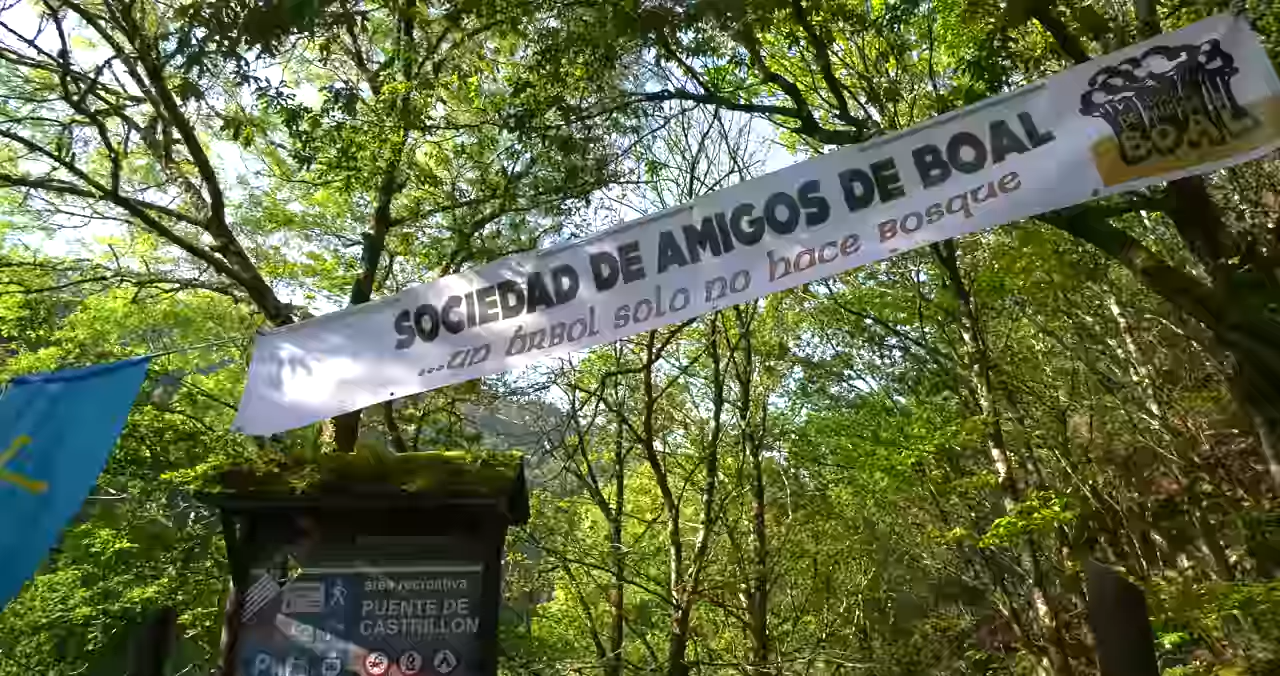 SOCIEDAD DE AMIGOS DE BOAL
...un árbol solo no hace bosque
BOAL
área recreativa
PUENTE DE
CASTRILLON
P